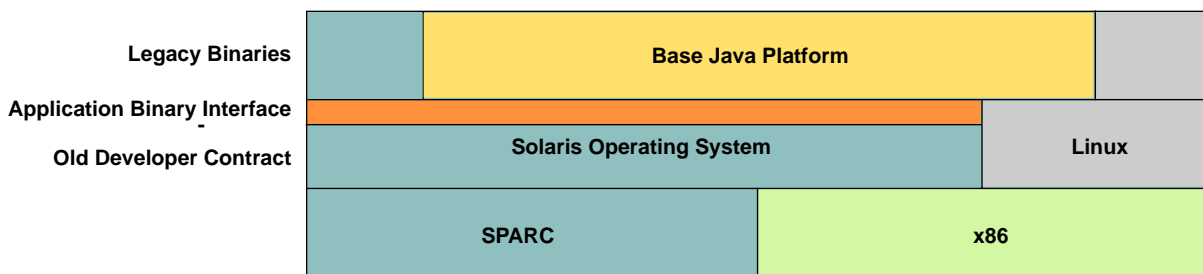 Legacy Binaries
Base Java Platform
Application Binary Interface
-
Old Developer Contract
Solaris Operating System
Linux
SPARC
x86